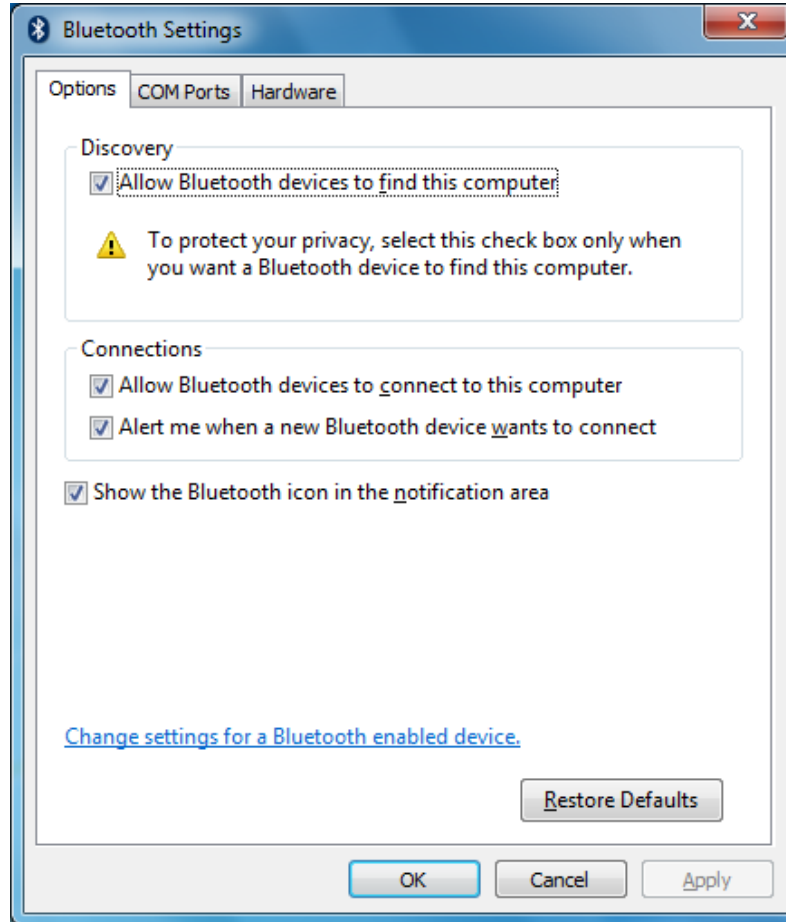 Bluetooth Settings
Options COM Ports Hardware
Discovery
Allow Bluetooth devices to find this computer
To protect your privacy, select this check box only when
you want a Bluetooth device to find this computer.
Connections
Allow Bluetooth devices to connect to this computer
Alert me when a new Bluetooth device wants to connect
Show the Bluetooth icon in the notification area
Change settings for a Bluetooth enabled device.
Restore Defaults
OK Cancel Apply